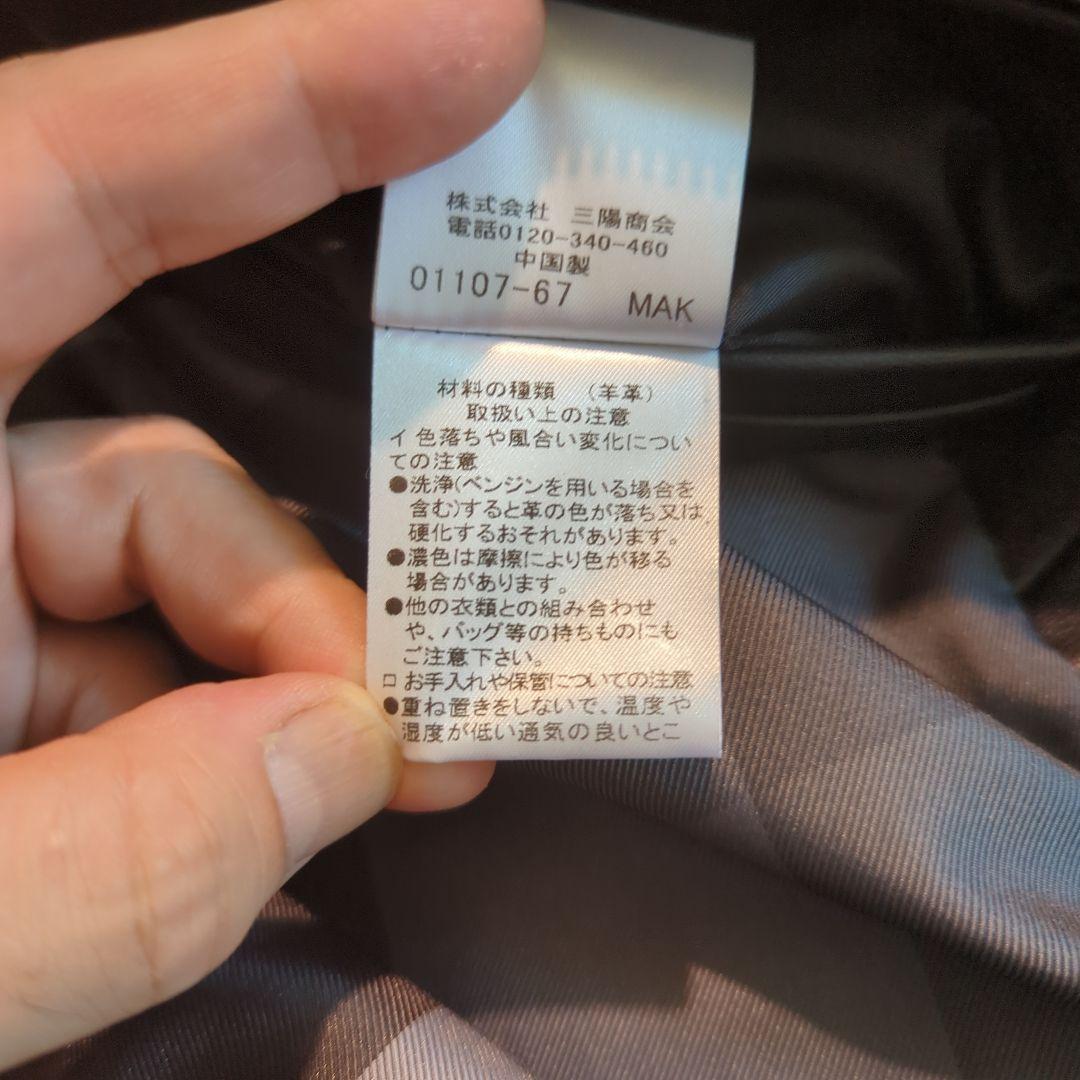 株式会社 三陽商会
電話0120-340-460
中国製
01107-67 MAK
材料の種類 (羊革)
取扱い上の注意
イ 色落ちや風合い変化につい
ての注意
●洗浄(ベンジンを用いる場合を
含む)すると革の色が落ち又は、
硬化するおそれがあります。
●濃色は摩擦により色が移る
場合があります。
●他の衣類との組み合わせ
や、バッグ等の持ちものにも
ご注意下さい。
ロ お手入れや保管についての注意
●重ね置きをしないで、温度や
湿度が低い通気の良いとこ